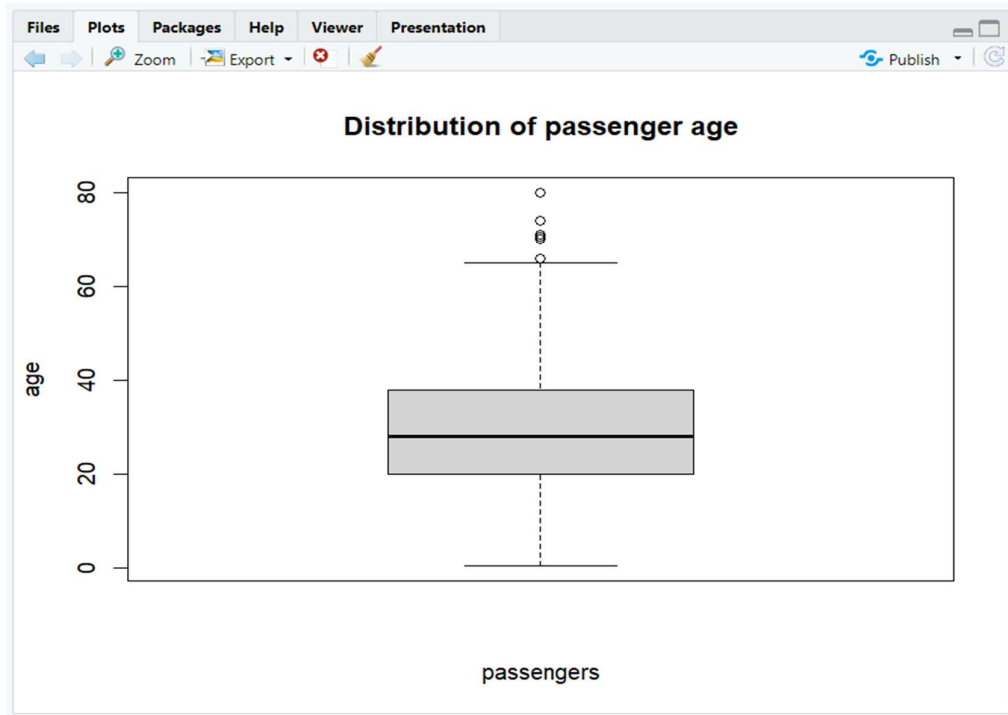 Files Plots Packages Help Viewer Presentation
Zoom Export Publish
Distribution of passenger age
80
60
40
20
0
age
passengers